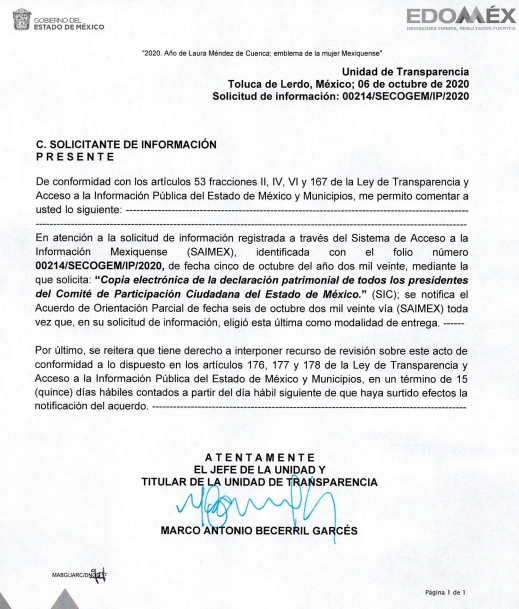 GOBIERNO DEL
ESTADO DE MÉXICO
EDOMÉX
DECISIONES FIRMES, RESULTADOS FUERTES.
"2020. Año de Laura Méndez de Cuenca; emblema de la mujer Mexiquense"
Unidad de Transparencia
Toluca de Lerdo, México; 06 de octubre de 2020
Solicitud de información: 00214/SECOGEM/IP/2020
C. SOLICITANTE DE INFORMACIÓN
P R E S E N T E
De conformidad con los artículos 53 fracciones II, IV, VI y 167 de la Ley de Transparencia y
Acceso a la Información Pública del Estado de México y Municipios, me permito comentar a
usted lo siguiente: ----------------------------------------------------------------
----------------------------------------------------------------
En atención a la solicitud de información registrada a través del Sistema de Acceso a la
Información Mexiquense (SAIMEX), identificada con el folio número
00214/SECOGEM/IP/2020, de fecha cinco de octubre del año dos mil veinte, mediante la
que solicita: "Copia electrónica de la declaración patrimonial de todos los presidentes
del Comité de Participación Ciudadana del Estado de México." (SIC); se notifica el
Acuerdo de Orientación Parcial de fecha seis de octubre dos mil veinte vía (SAIMEX) toda
vez que, en su solicitud de información, eligió esta última como modalidad de entrega. ------
Por último, se reitera que tiene derecho a interponer recurso de revisión sobre este acto de
conformidad a lo dispuesto en los artículos 176, 177 y 178 de la Ley de Transparencia y
Acceso a la Información Pública del Estado de México y Municipios, en un término de 15
(quince) días hábiles contados a partir del día hábil siguiente de que haya surtido efectos la
notificación del acuerdo. ----------------------------------------------------------------
A T E N T A M E N T E
EL JEFE DE LA UNIDAD Y
TITULAR DE LA UNIDAD DE TRANSPARENCIA
MARCO ANTONIO BECERRIL GARCÉS
Página 1 de 1